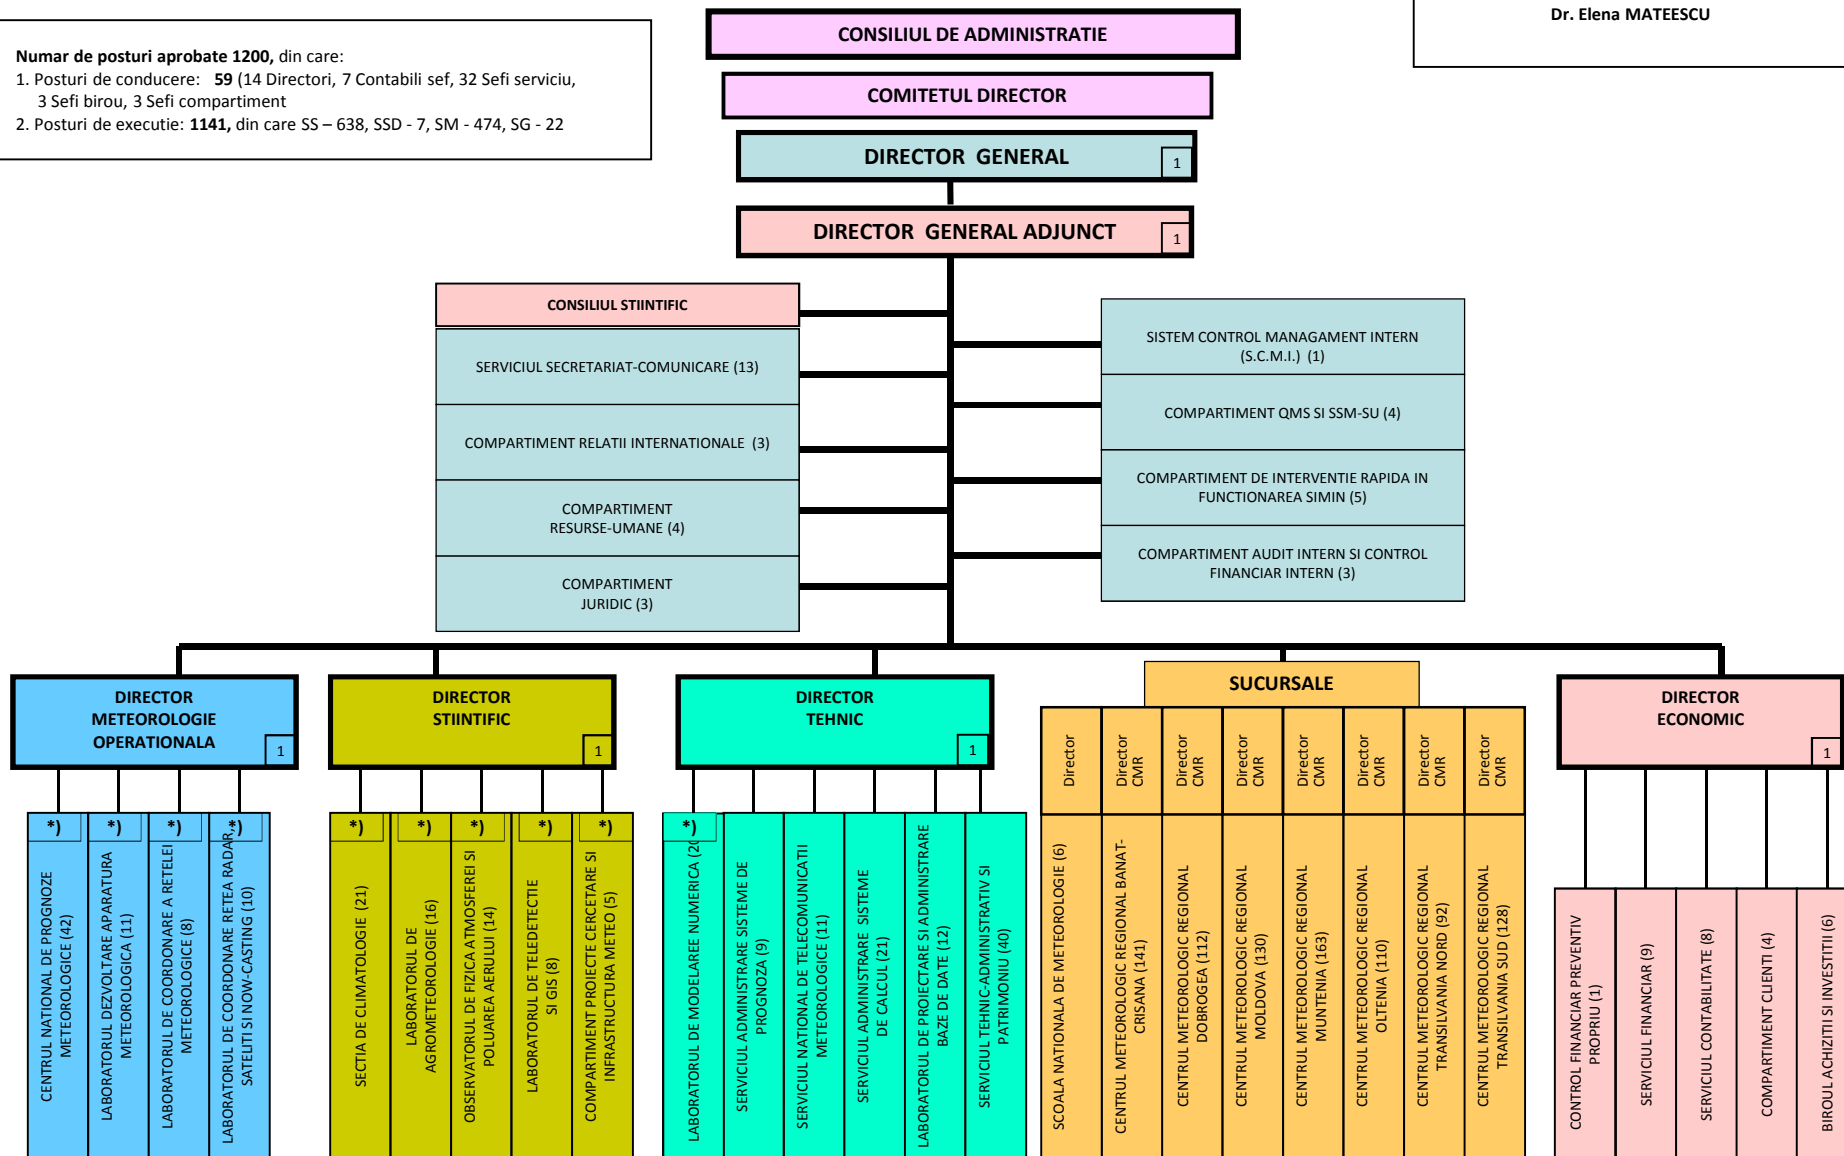 Dr. Elena MATEESCU
Numar de posturi aprobate 1200, din care:
1. Posturi de conducere: 59 (14 Directori, 7 Contabili sef, 32 Sefi serviciu,
3 Sefi birou, 3 Sefi compartiment
2. Posturi de executie: 1141, din care SS – 638, SSD - 7, SM - 474, SG - 22
CONSILIUL DE ADMINISTRATIE
COMITETUL DIRECTOR
DIRECTOR GENERAL
1
DIRECTOR GENERAL ADJUNCT
1
CONSILIUL STIINTIFIC
SERVICIUL SECRETARIAT-COMUNICARE (13)
COMPARTIMENT RELATII INTERNATIONALE (3)
COMPARTIMENT
RESURSE-UMANE (4)
COMPARTIMENT
JURIDIC (3)
SISTEM CONTROL MANAGAMENT INTERN
(S.C.M.I.) (1)
COMPARTIMENT QMS SI SSM-SU (4)
COMPARTIMENT DE INTERVENTIE RAPIDA IN
FUNCTIONAREA SIMIN (5)
COMPARTIMENT AUDIT INTERN SI CONTROL
FINANCIAR INTERN (3)
DIRECTOR
METEOROLOGIE
OPERATIONALA
1
*)
CENTRUL NATIONAL DE PROGNOZE
METEOROLOGICE (42)
*)
LABORATORUL DEZVOLTARE APARATURA
METEOROLOGICA (11)
*)
LABORATORUL DE COORDONARE A RETELEI
METEOROLOGICE (8)
*)
LABORATORUL DE COORDONARE RETEA RADAR,
SATELITI SI NOW-CASTING (10)
DIRECTOR
STIINTIFIC
1
*)
SECTIA DE CLIMATOLOGIE (21)
*)
LABORATORUL DE
AGROMETEOROLOGIE (16)
*)
OBSERVATORUL DE FIZICA ATMOSFEREI SI
POLUAREA AERULUI (14)
*)
LABORATORUL DE TELEDETECTIE
SI GIS (8)
*)
COMPARTIMENT PROIECTE CERCETARE SI
INFRASTRUCTURA METEO (5)
DIRECTOR
TEHNIC
1
*)
LABORATORUL DE MODELAREE NUMERICA (20
SERVICIUL ADMINISTRARE SISTEME DE
PROGNOZA (9)
SERVICIUL NATIONAL DE TELECOMUNICATII
METEOROLOGICE (11)
SERVICIUL ADMINISTRARE SISTEME
DE CALCUL (21)
LABORATORUL DE PROIECTARE SI ADMINISTRARE
BAZE DE DATE (12)
SERVICIUL TEHNIC-ADMINISTRATIV SI
PATRIMONIU (40)
SUCURSALE
Director
SCOALA NATIONALA DE METEOROLOGIE (6)
Director
CMR
CENTRUL METEOROLOGIC REGIONAL BANAT-
CRISANA (141)
Director
CMR
CENTRUL METEOROLOGIC REGIONAL
DOBROGEA (112)
Director
CMR
CENTRUL METEOROLOGIC REGIONAL
MOLDOVA (130)
Director
CMR
CENTRUL METEOROLOGIC REGIONAL
MUNTENIA (163)
Director
CMR
CENTRUL METEOROLOGIC REGIONAL
OLTENIA (110)
Director
CMR
CENTRUL METEOROLOGIC REGIONAL
TRANSILVANIA NORD (92)
Director
CMR
CENTRUL METEOROLOGIC REGIONAL
TRANSILVANIA SUD (128)
DIRECTOR
ECONOMIC
1
CONTROL FINANCIAR PREVENTIV
PROPRIU (1)
SERVICIUL FINANCIAR (9)
SERVICIUL CONTABILITATE (8)
COMPARTIMENT CLIENTI (4)
BIROUL ACHIZITII SI INVESTITII (6)